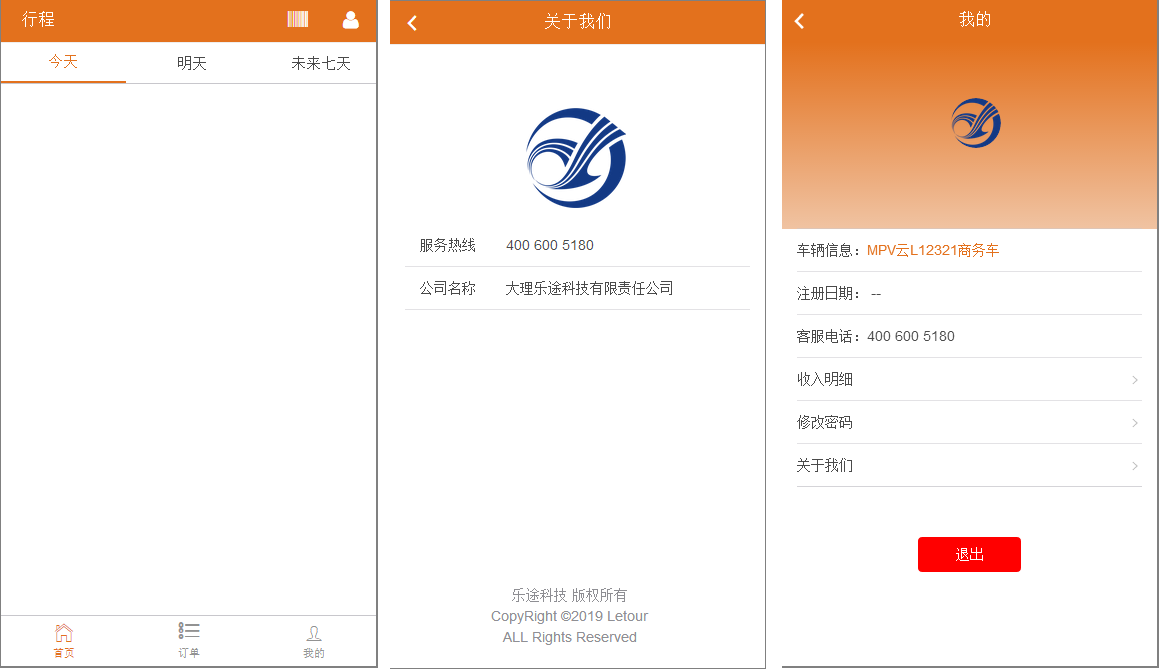 行程
今天 明天 未来七天
首页 订单 我的
关于我们
服务热线 400 600 5180
公司名称 大理乐途科技有限责任公司
乐途科技 版权所有
CopyRight ©2019 Letour
ALL Rights Reserved
我的
车辆信息：MPV云L12321商务车
注册日期： --
客服电话：400 600 5180
收入明细
修改密码
关于我们
退出